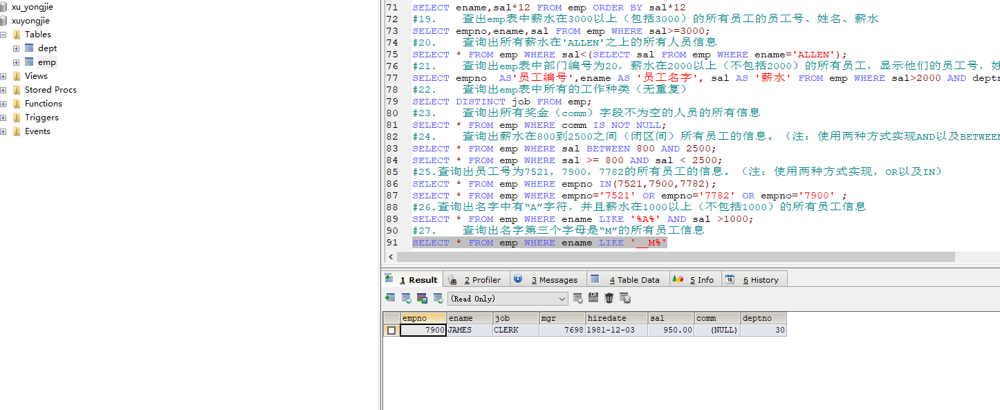 xu_yongjie
xuyongjie
Tables
dept
emp
Views
Stored Procs
Functions
Triggers
Events
71 SELECT ename,sal*12 FROM emp ORDER BY sal*12
72 #19. 查出emp表中薪水在3000以上（包括3000）的所有员工的员工号、姓名、薪水
73 SELECT empno,ename,sal FROM emp WHERE sal>=3000;
74 #20. 查询出所有薪水在'ALLEN'之上的所有人员信息
75 SELECT * FROM emp WHERE sal<(SELECT sal FROM emp WHERE ename='ALLEN');
76 #21. 查询出emp表中部门编号为20，薪水在2000以上（不包括2000）的所有员工，显示他们的员工号，姓
77 SELECT empno AS'员工编号',ename AS '员工名字', sal AS '薪水' FROM emp WHERE sal>2000 AND deptn
78 #22. 查询出emp表中所有的工作种类（无重复）
79 SELECT DISTINCT job FROM emp;
80 #23. 查询出所有奖金（comm）字段不为空的人员的所有信息
81 SELECT * FROM emp WHERE comm IS NOT NULL;
82 #24. 查询出薪水在800到2500之间（闭区间）所有员工的信息。（注：使用两种方式实现AND以及BETWEEN
83 SELECT * FROM emp WHERE sal BETWEEN 800 AND 2500;
84 SELECT * FROM emp WHERE sal >= 800 AND sal < 2500;
85 #25.查询出员工号为7521，7900，7782的所有员工的信息。（注：使用两种方式实现，OR以及IN）
86 SELECT * FROM emp WHERE empno IN(7521,7900,7782);
87 SELECT * FROM emp WHERE empno='7521' OR empno='7782' OR empno='7900' ;
88 #26.查询出名字中有“A”字符，并且薪水在1000以上（不包括1000）的所有员工信息
89 SELECT * FROM emp WHERE ename LIKE '%A%' AND sal >1000;
90 #27. 查询出名字第三个字母是“M”的所有员工信息
91 SELECT * FROM emp WHERE ename LIKE '__M%'
1 Result 2 Profiler 3 Messages 4 Table Data 5 Info 6 History
(Read Only)
empno ename job mgr hiredate sal comm deptno
7900 JAMES CLERK 7698 1981-12-03 950.00 (NULL) 30